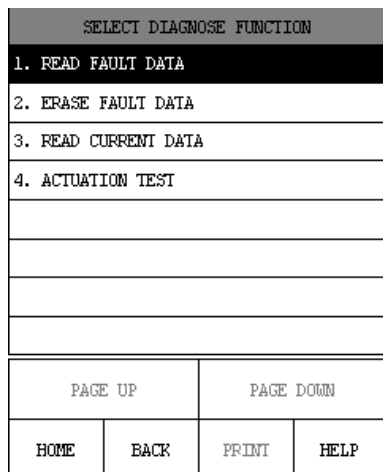 SELECT DIAGNOSE FUNCTION
1. READ FAULT DATA
2. ERASE FAULT DATA
3. READ CURRENT DATA
4. ACTUATION TEST
PAGE UP PAGE DOWN
HOME BACK PRINT HELP